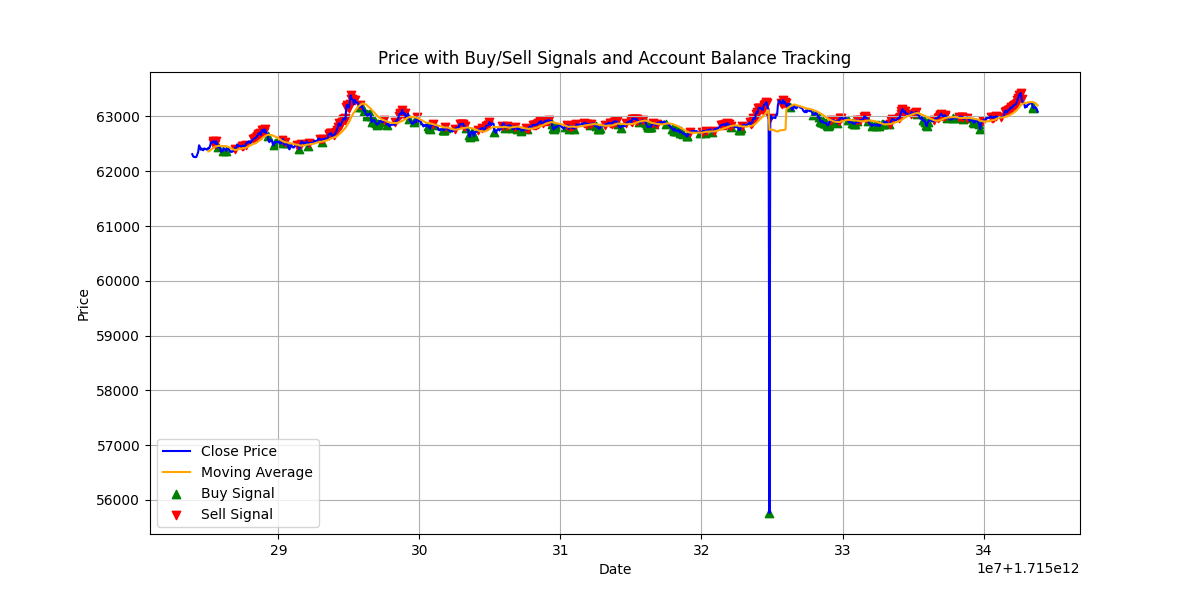 Price with Buy/Sell Signals and Account Balance Tracking
63000
62000
61000
60000
59000
58000
57000
56000
Price
Close Price
Moving Average
Buy Signal
Sell Signal
29 30 31 32 33 34
Date
1e7+1.715e12